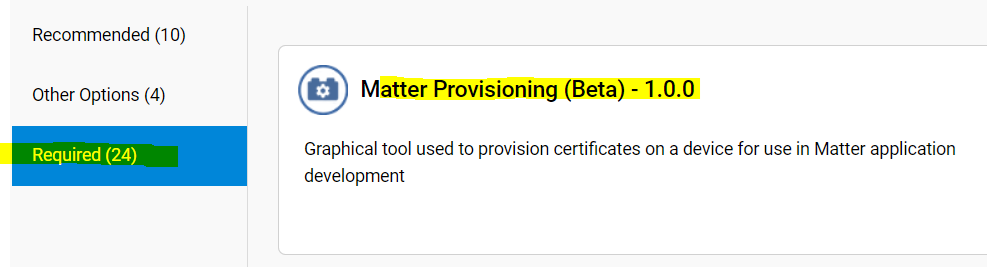 Recommended (10)
Other Options (4)
Required (24)
Matter Provisioning (Beta) - 1.0.0
Graphical tool used to provision certificates on a device for use in Matter application
development